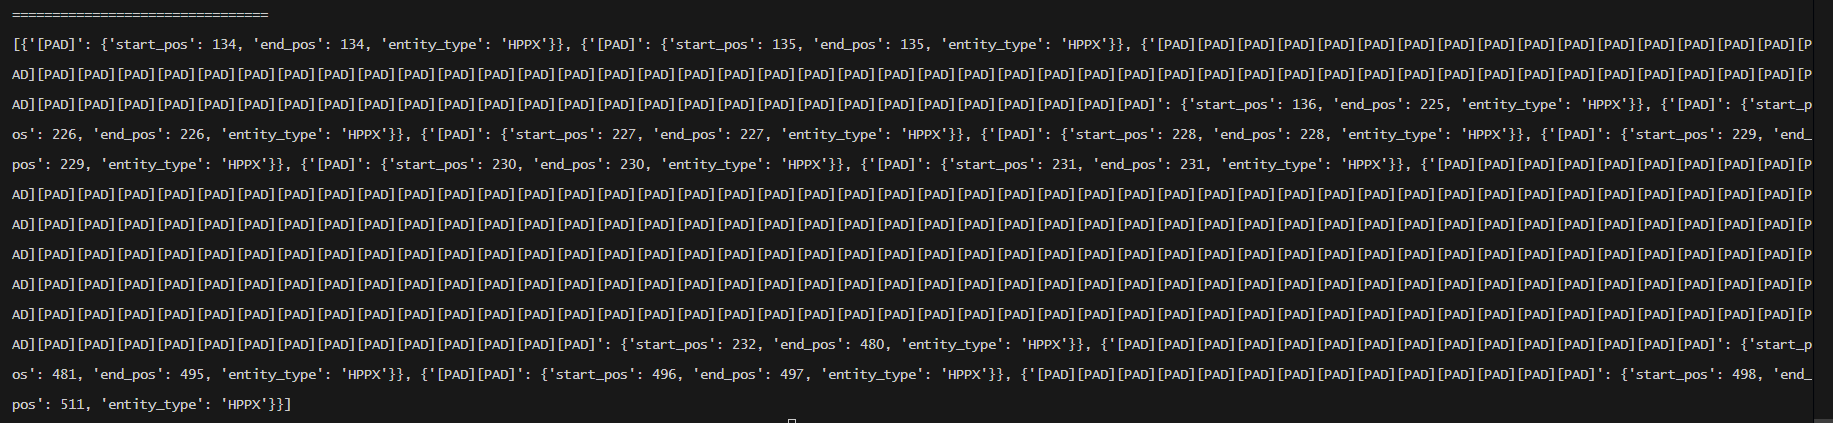 ================================
[{'[PAD]': {'start_pos': 134, 'end_pos': 134, 'entity_type': 'HPPX'}}, {'[PAD]': {'start_pos': 135, 'end_pos': 135, 'entity_type': 'HPPX'}}, {'[PAD][PAD][PAD][PAD][PAD][PAD][PAD][PAD][PAD][PAD][PAD][PAD][PAD][PAD][PAD][PAD][P
AD][PAD][PAD][PAD][PAD][PAD][PAD][PAD][PAD][PAD][PAD][PAD][PAD][PAD][PAD][PAD][PAD][PAD][PAD][PAD][PAD][PAD][PAD][PAD][PAD][PAD][PAD][PAD][PAD][PAD][PAD][PAD][PAD][PAD][PAD][PAD][PAD][PAD][PAD][PAD][PAD][PAD][PAD][PAD][PAD][P
AD][PAD][PAD][PAD][PAD][PAD][PAD][PAD][PAD][PAD][PAD][PAD][PAD][PAD][PAD][PAD][PAD][PAD][PAD][PAD][PAD][PAD][PAD][PAD][PAD][PAD][PAD][PAD][PAD]': {'start_pos': 136, 'end_pos': 225, 'entity_type': 'HPPX'}}, {'[PAD]': {'start_p
os': 226, 'end_pos': 226, 'entity_type': 'HPPX'}}, {'[PAD]': {'start_pos': 227, 'end_pos': 227, 'entity_type': 'HPPX'}}, {'[PAD]': {'start_pos': 228, 'end_pos': 228, 'entity_type': 'HPPX'}}, {'[PAD]': {'start_pos': 229, 'end_
pos': 229, 'entity_type': 'HPPX'}}, {'[PAD]': {'start_pos': 230, 'end_pos': 230, 'entity_type': 'HPPX'}}, {'[PAD]': {'start_pos': 231, 'end_pos': 231, 'entity_type': 'HPPX'}}, {'[PAD][PAD][PAD][PAD][PAD][PAD][PAD][PAD][PAD][P
AD][PAD][PAD][PAD][PAD][PAD][PAD][PAD][PAD][PAD][PAD][PAD][PAD][PAD][PAD][PAD][PAD][PAD][PAD][PAD][PAD][PAD][PAD][PAD][PAD][PAD][PAD][PAD][PAD][PAD][PAD][PAD][PAD][PAD][PAD][PAD][PAD][PAD][PAD][PAD][PAD][PAD][PAD][PAD][PAD][P
AD][PAD][PAD][PAD][PAD][PAD][PAD][PAD][PAD][PAD][PAD][PAD][PAD][PAD][PAD][PAD][PAD][PAD][PAD][PAD][PAD][PAD][PAD][PAD][PAD][PAD][PAD][PAD][PAD][PAD][PAD][PAD][PAD][PAD][PAD][PAD][PAD][PAD][PAD][PAD][PAD][PAD][PAD][PAD][PAD][P
AD][PAD][PAD][PAD][PAD][PAD][PAD][PAD][PAD][PAD][PAD][PAD][PAD][PAD][PAD][PAD][PAD][PAD][PAD][PAD][PAD][PAD][PAD][PAD][PAD][PAD][PAD][PAD][PAD][PAD][PAD][PAD][PAD][PAD][PAD][PAD][PAD][PAD][PAD][PAD][PAD][PAD][PAD][PAD][PAD][P
AD][PAD][PAD][PAD][PAD][PAD][PAD][PAD][PAD][PAD][PAD][PAD][PAD][PAD][PAD][PAD][PAD][PAD][PAD][PAD][PAD][PAD][PAD][PAD][PAD][PAD][PAD][PAD][PAD][PAD][PAD][PAD][PAD][PAD][PAD][PAD][PAD][PAD][PAD][PAD][PAD][PAD][PAD][PAD][PAD][P
AD][PAD][PAD][PAD][PAD][PAD][PAD][PAD][PAD][PAD][PAD][PAD][PAD][PAD][PAD][PAD][PAD][PAD][PAD][PAD][PAD][PAD][PAD][PAD][PAD][PAD][PAD][PAD][PAD][PAD][PAD][PAD][PAD][PAD][PAD][PAD][PAD][PAD][PAD][PAD][PAD][PAD][PAD][PAD][PAD][P
AD][PAD][PAD][PAD][PAD][PAD][PAD][PAD][PAD][PAD][PAD][PAD][PAD][PAD][PAD]': {'start_pos': 232, 'end_pos': 480, 'entity_type': 'HPPX'}}, {'[PAD][PAD][PAD][PAD][PAD][PAD][PAD][PAD][PAD][PAD][PAD][PAD][PAD][PAD][PAD]': {'start_p
os': 481, 'end_pos': 495, 'entity_type': 'HPPX'}}, {'[PAD][PAD]': {'start_pos': 496, 'end_pos': 497, 'entity_type': 'HPPX'}}, {'[PAD][PAD][PAD][PAD][PAD][PAD][PAD][PAD][PAD][PAD][PAD][PAD][PAD][PAD]': {'start_pos': 498, 'end_
pos': 511, 'entity_type': 'HPPX'}}]